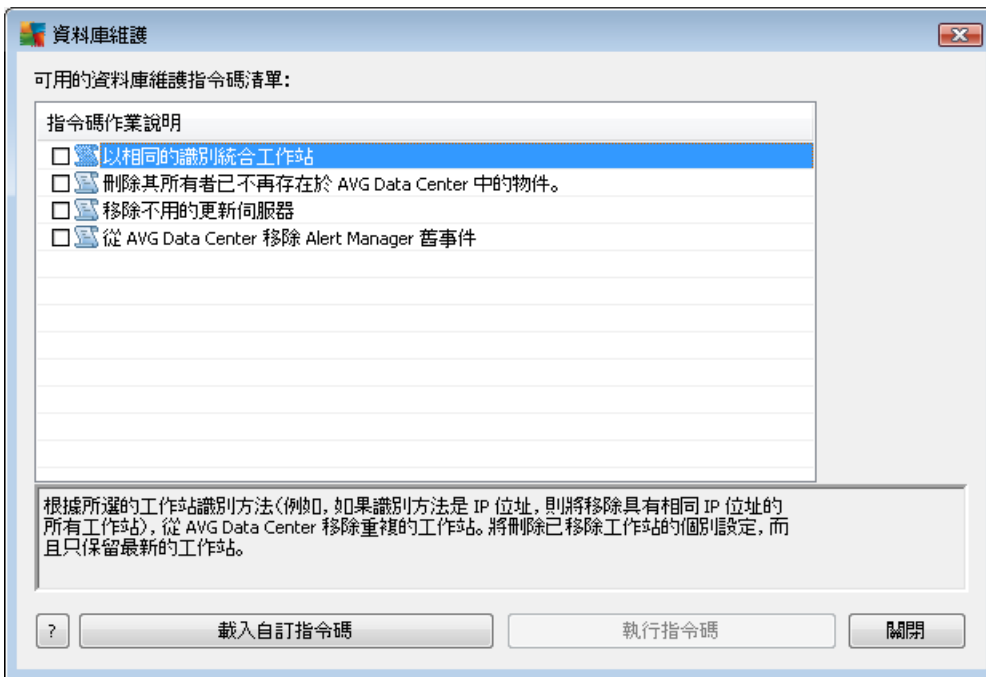 資料庫維護
可用的資料庫維護指令碼清單:
指令碼作業說明
以相同的識別統合工作站
刪除其所有者已不再存在於 AVG Data Center 中的物件。
移除不用的更新伺服器
從 AVG Data Center 移除 Alert Manager 舊事件
根據所選的工作站識別方法(例如, 如果識別方法是 IP 位址, 則將移除具有相同 IP 位址的
所有工作站), 從 AVG Data Center 移除重複的工作站。將刪除已移除工作站的個別設定, 而
且只保留最新的工作站。
? 載入自訂指令碼 執行指令碼 關閉